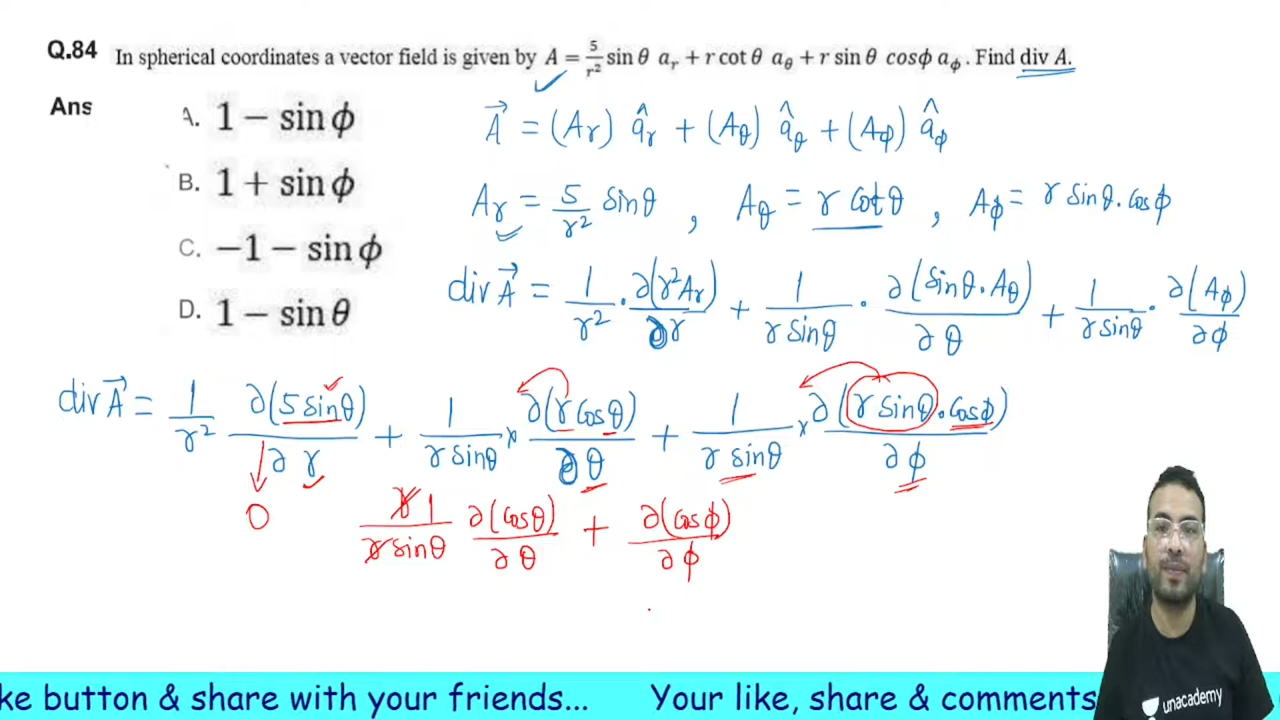 Q.84 In spherical coordinates a vector field is given by A = 5/r² sin θ a_r + r cot θ a_θ + r sin θ cosϕ a_ϕ. Find div A.
Ans
A. 1 − sin ϕ
B. 1 + sin ϕ
C. −1 − sin ϕ
D. 1 − sin θ
A⃗ = (A_r) â_r + (A_θ) â_θ + (A_ϕ) â_ϕ
A_r = 5/r² sinθ , A_θ = r cotθ , A_ϕ = r sinθ.cosϕ
div A⃗ = 1/r² . ∂(r²A_r)/∂r + 1/(r sinθ) . ∂(sinθ.A_θ)/∂θ + 1/(r sinθ) . ∂(A_ϕ)/∂ϕ
div A⃗ = 1/r² ∂(5 sinθ)/∂r + 1/(r sinθ) × ∂(r cosθ)/∂θ + 1/(r sinθ) × ∂(r sinθ.cosϕ)/∂ϕ
0 r 1/(r sinθ) ∂(cosθ)/∂θ + ∂(cosϕ)/∂ϕ
ke button & share with your friends... Your like, share & comments
unacademy